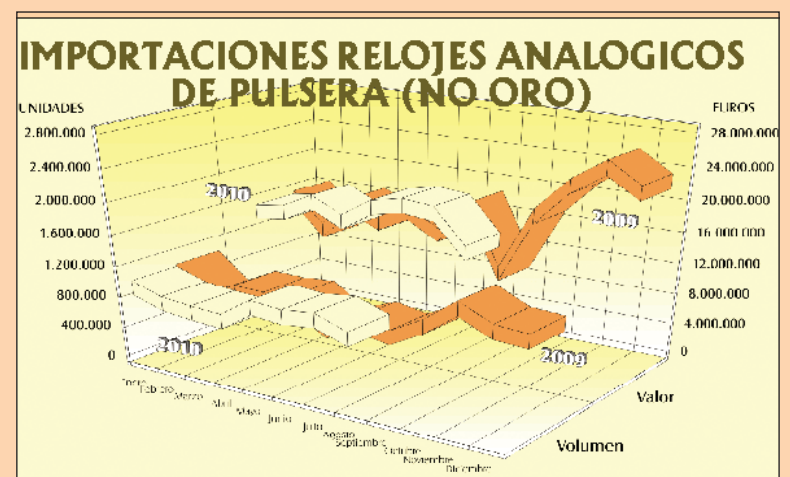 IMPORTACIONES RELOJES ANALOGICOS
DE PULSERA (NO ORO)
UNIDADES
EUROS
2.800.000
2.400.000
2.000.000
1.600.000
1.200.000
800.000
400.000
0
28.000.000
24.000.000
20.000.000
16.000.000
12.000.000
8.000.000
4.000.000
0
2010
2009
2010
2009
Enero
Febrero
Marzo
Abril
Mayo
Junio
Julio
Agosto
Septiembre
Octubre
Noviembre
Diciembre
Valor
Volumen